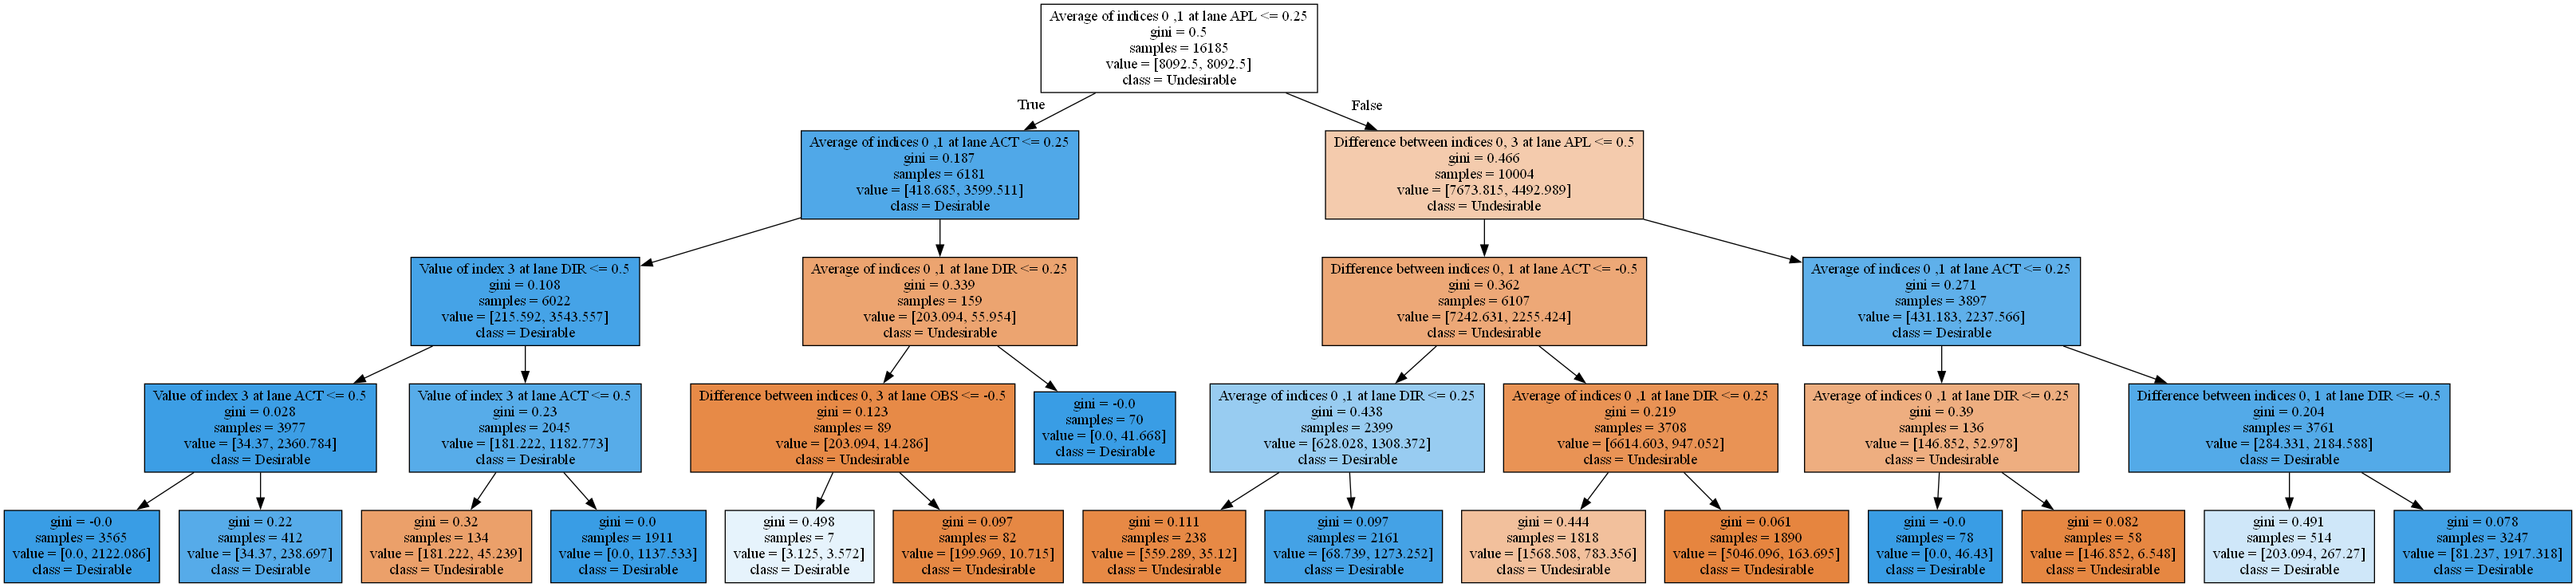 Average of indices 0 ,1 at lane APL <= 0.25
gini = 0.5
samples = 16185
value = [8092.5, 8092.5]
class = Undesirable
True
False
Average of indices 0 ,1 at lane ACT <= 0.25
gini = 0.187
samples = 6181
value = [418.685, 3599.511]
class = Desirable
Difference between indices 0, 3 at lane APL <= 0.5
gini = 0.466
samples = 10004
value = [7673.815, 4492.989]
class = Undesirable
Value of index 3 at lane DIR <= 0.5
gini = 0.108
samples = 6022
value = [215.592, 3543.557]
class = Desirable
Average of indices 0 ,1 at lane DIR <= 0.25
gini = 0.339
samples = 159
value = [203.094, 55.954]
class = Undesirable
Difference between indices 0, 1 at lane ACT <= -0.5
gini = 0.362
samples = 6107
value = [7242.631, 2255.424]
class = Undesirable
Average of indices 0 ,1 at lane ACT <= 0.25
gini = 0.271
samples = 3897
value = [431.183, 2237.566]
class = Desirable
Value of index 3 at lane ACT <= 0.5
gini = 0.028
samples = 3977
value = [34.37, 2360.784]
class = Desirable
Value of index 3 at lane ACT <= 0.5
gini = 0.23
samples = 2045
value = [181.222, 1182.773]
class = Desirable
Difference between indices 0, 3 at lane OBS <= -0.5
gini = 0.123
samples = 89
value = [203.094, 14.286]
class = Undesirable
gini = -0.0
samples = 70
value = [0.0, 41.668]
class = Desirable
Average of indices 0 ,1 at lane DIR <= 0.25
gini = 0.438
samples = 2399
value = [628.028, 1308.372]
class = Desirable
Average of indices 0 ,1 at lane DIR <= 0.25
gini = 0.219
samples = 3708
value = [6614.603, 947.052]
class = Undesirable
Average of indices 0 ,1 at lane DIR <= 0.25
gini = 0.39
samples = 136
value = [146.852, 52.978]
class = Undesirable
Difference between indices 0, 1 at lane DIR <= -0.5
gini = 0.204
samples = 3761
value = [284.331, 2184.588]
class = Desirable
gini = -0.0
samples = 3565
value = [0.0, 2122.086]
class = Desirable
gini = 0.22
samples = 412
value = [34.37, 238.697]
class = Desirable
gini = 0.32
samples = 134
value = [181.222, 45.239]
class = Undesirable
gini = 0.0
samples = 1911
value = [0.0, 1137.533]
class = Desirable
gini = 0.498
samples = 7
value = [3.125, 3.572]
class = Desirable
gini = 0.097
samples = 82
value = [199.969, 10.715]
class = Undesirable
gini = 0.111
samples = 238
value = [559.289, 35.12]
class = Undesirable
gini = 0.097
samples = 2161
value = [68.739, 1273.252]
class = Desirable
gini = 0.444
samples = 1818
value = [1568.508, 783.356]
class = Undesirable
gini = 0.061
samples = 1890
value = [5046.096, 163.695]
class = Undesirable
gini = -0.0
samples = 78
value = [0.0, 46.43]
class = Desirable
gini = 0.082
samples = 58
value = [146.852, 6.548]
class = Undesirable
gini = 0.491
samples = 514
value = [203.094, 267.27]
class = Desirable
gini = 0.078
samples = 3247
value = [81.237, 1917.318]
class = Desirable